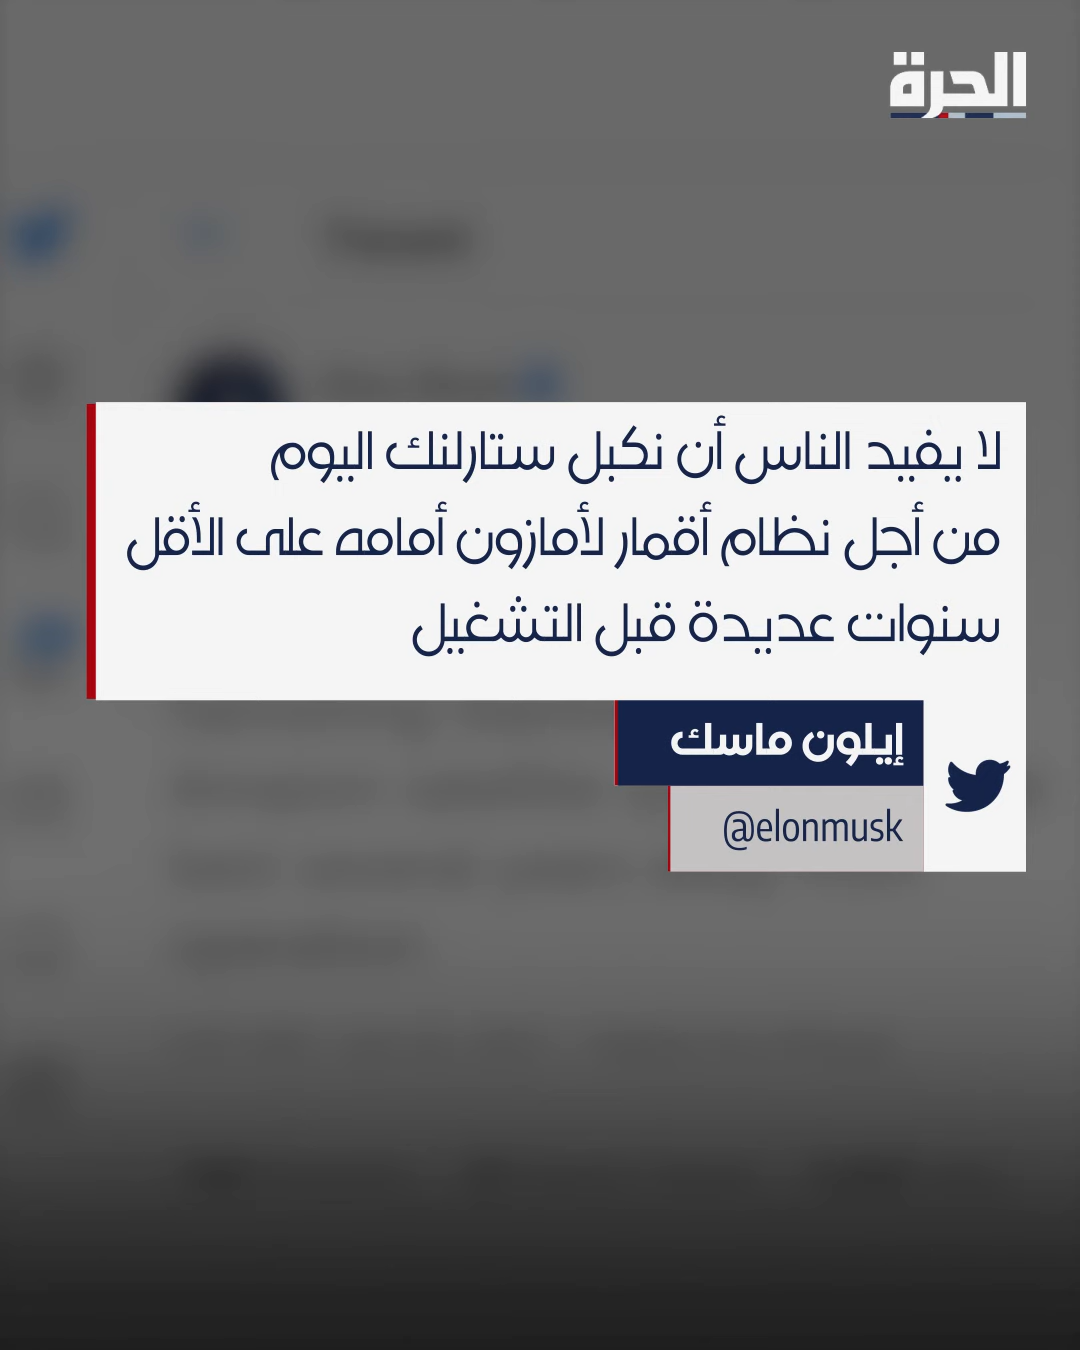 الحرة
لا يفيد الناس أن نكبل ستارلنك اليوم
من أجل نظام أقمار لأمازون أمامه على الأقل
سنوات عديدة قبل التشغيل
إيلون ماسك
@elonmusk